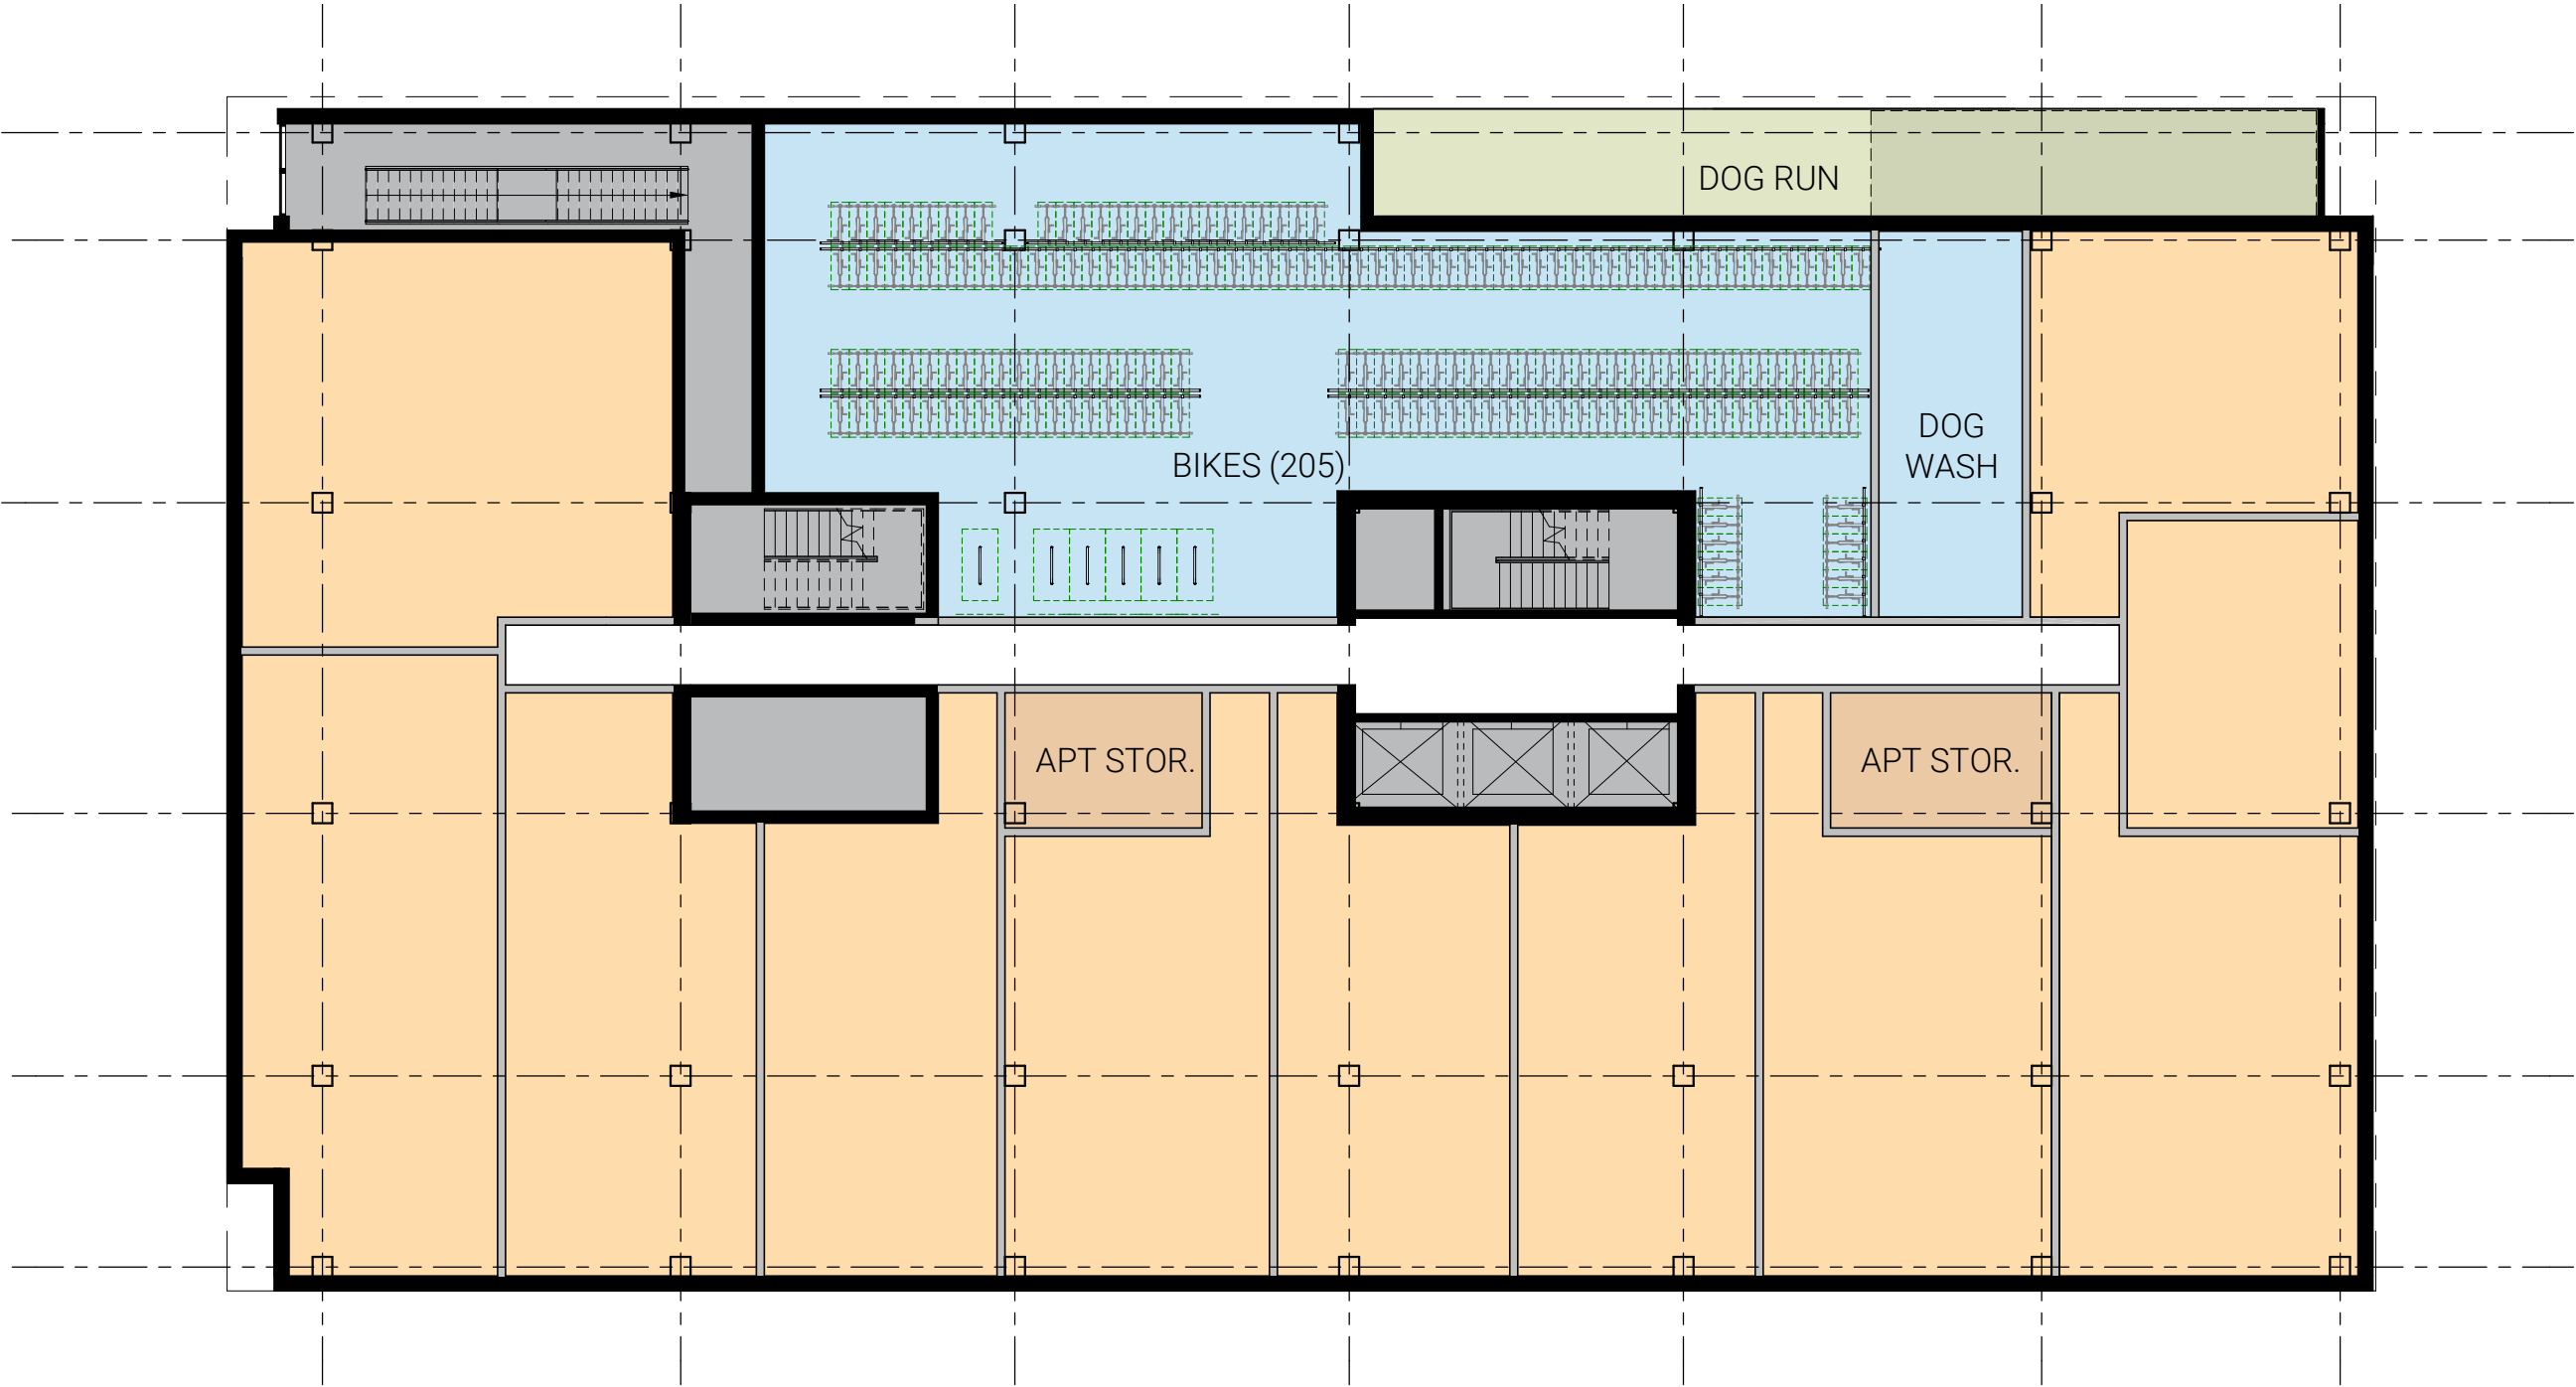 DOG RUN
DOG
WASH
BIKES (205)
APT STOR.
APT STOR.